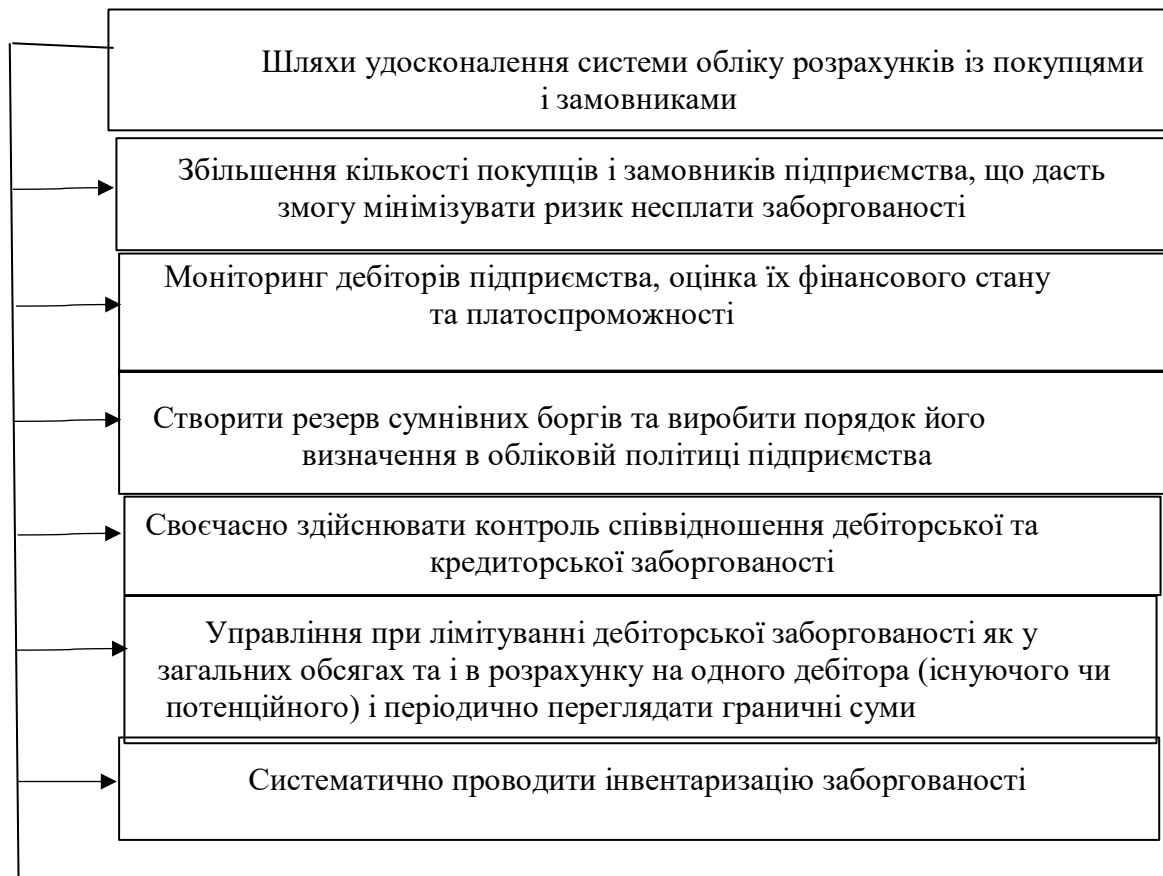 Шляхи удосконалення системи обліку розрахунків із покупцями
і замовниками
Збільшення кількості покупців і замовників підприємства, що дасть
змогу мінімізувати ризик несплати заборгованості
Моніторинг дебіторів підприємства, оцінка їх фінансового стану
та платоспроможності
Створити резерв сумнівних боргів та виробити порядок його
визначення в обліковій політиці підприємства
Своєчасно здійснювати контроль співвідношення дебіторської та
кредиторської заборгованості
Управління при лімітуванні дебіторської заборгованості як у
загальних обсягах та і в розрахунку на одного дебітора (існуючого чи
потенційного) і періодично переглядати граничні суми
Систематично проводити інвентаризацію заборгованості